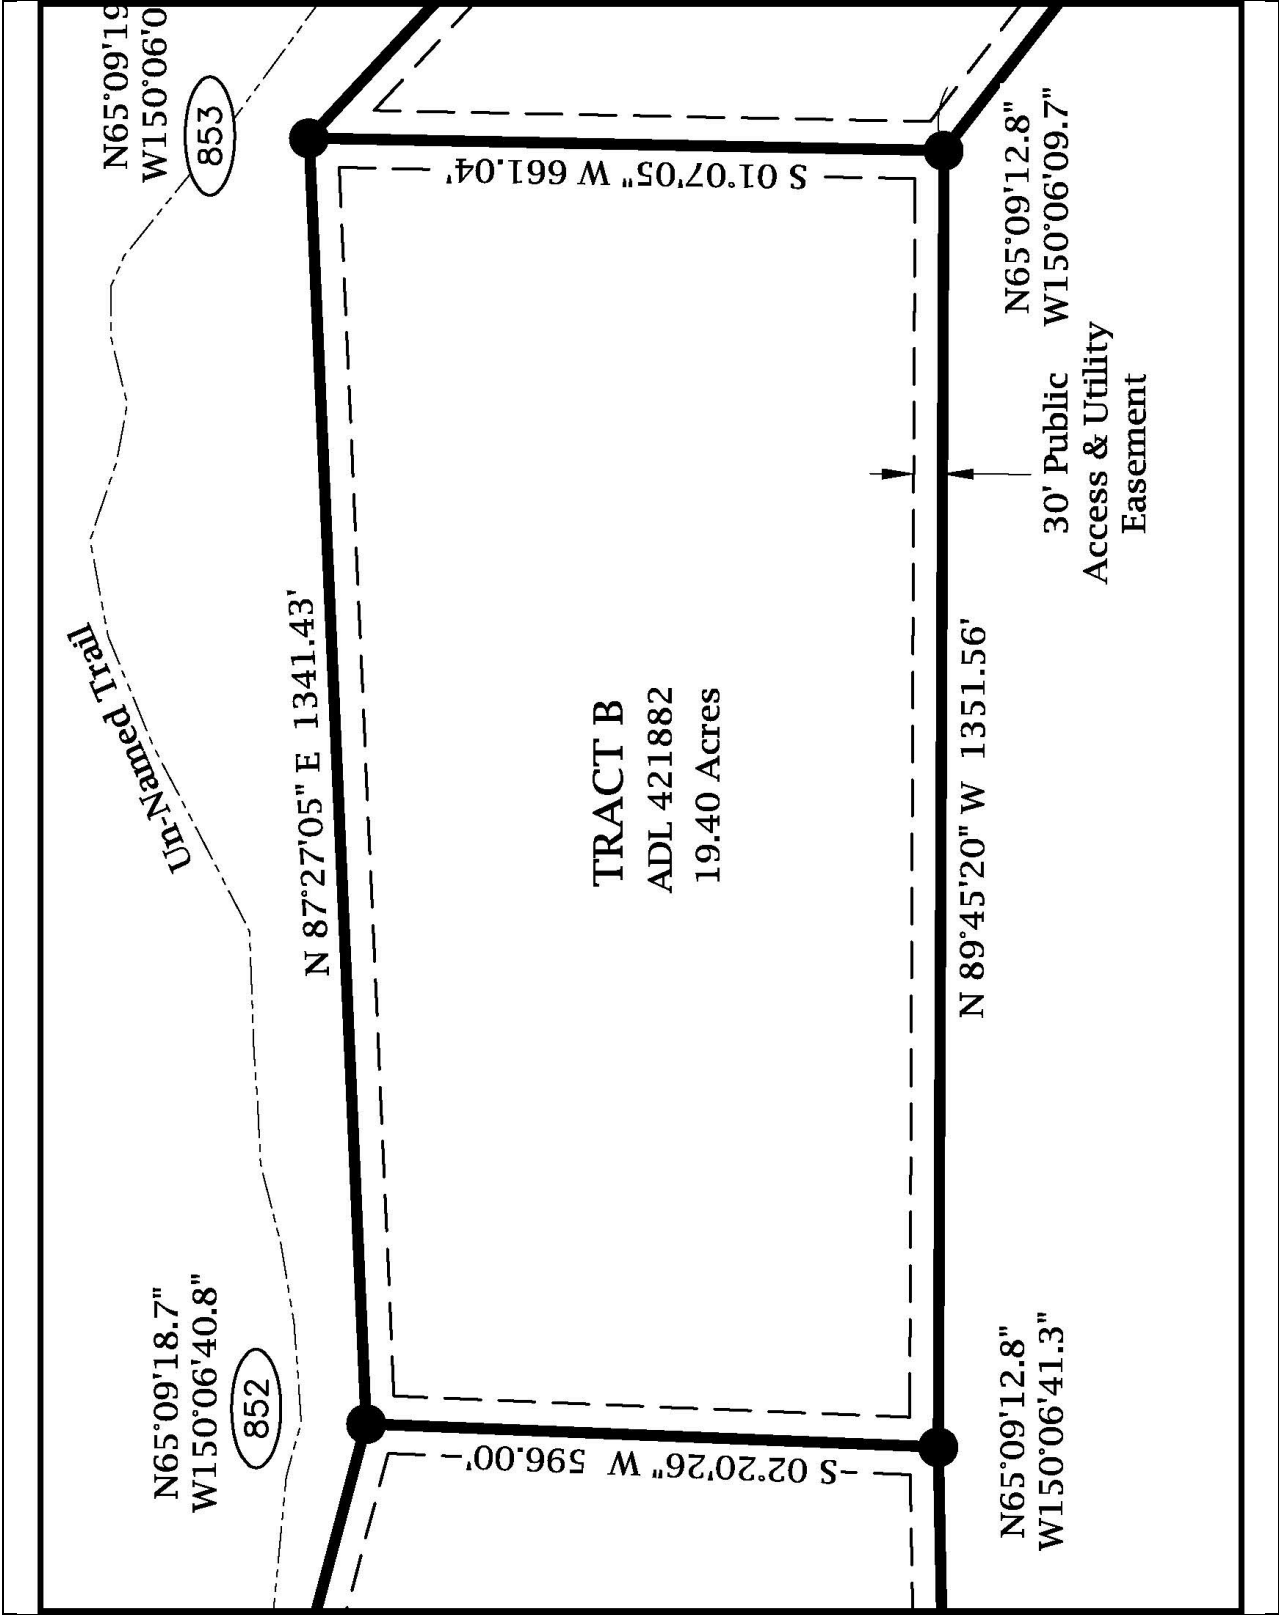 N65°09'19
W150°06'0
853
Un-Named Trail
N65°09'18.7"
W150°06'40.8"
852
N 87°27'05" E 1341.43'
S 01°07'05" W 661.04'
TRACT B
ADL 421882
19.40 Acres
S 02°20'26" W 596.00'
N 89°45'20" W 1351.56'
N65°09'12.8"
W150°06'09.7"
30' Public
Access & Utility
Easement
N65°09'12.8"
W150°06'41.3"